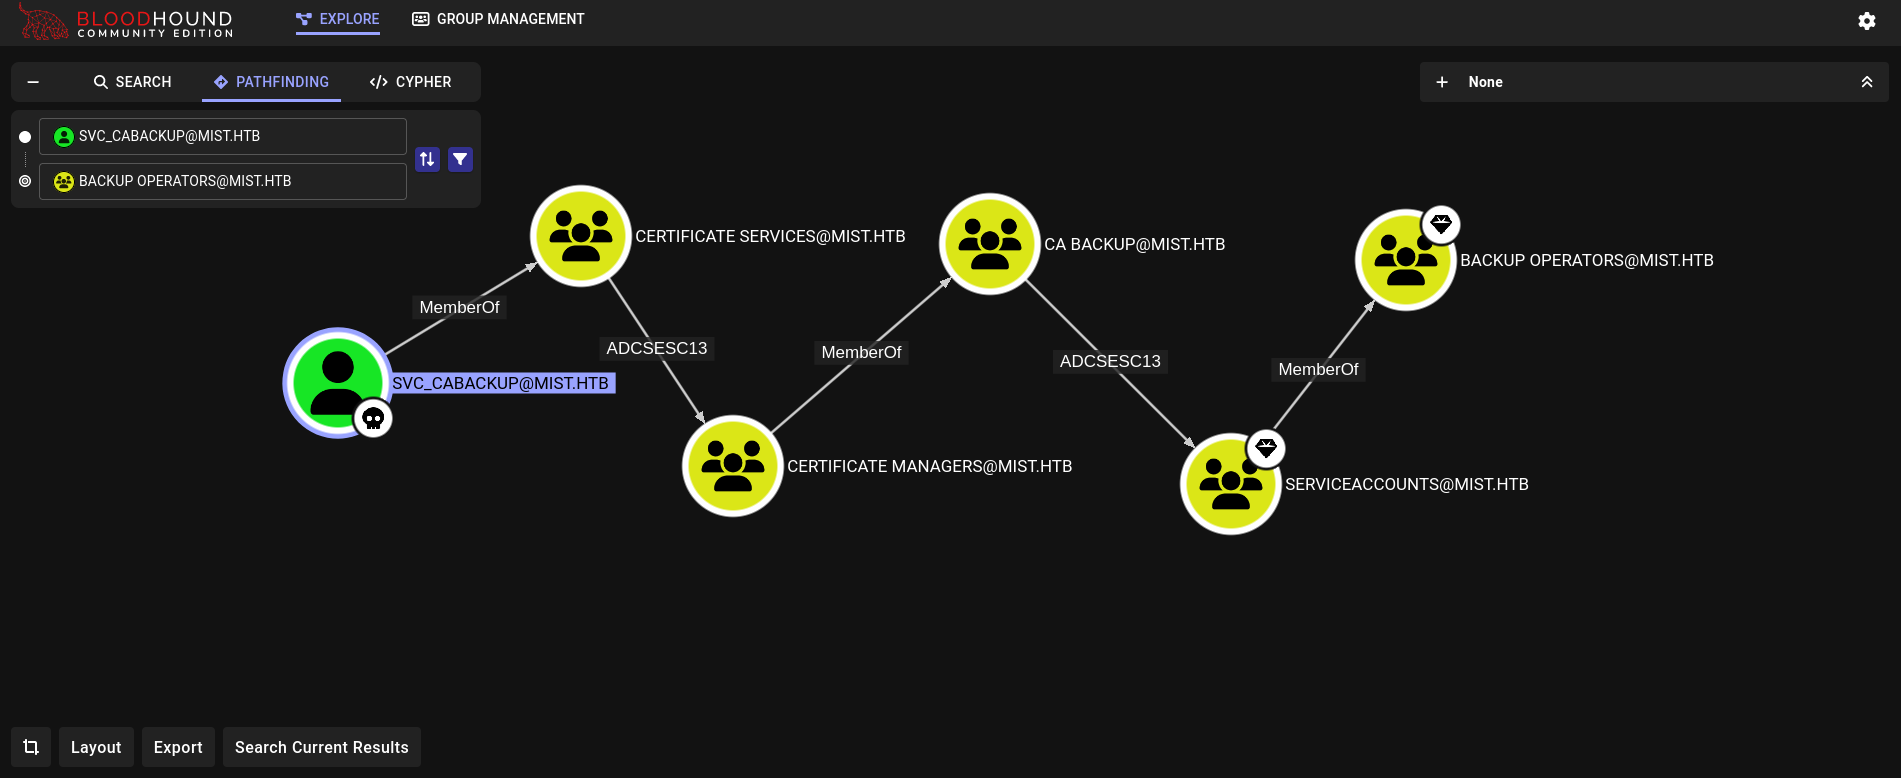 BLOODHOUND
COMMUNITY EDITION
EXPLORE
GROUP MANAGEMENT
SEARCH
PATHFINDING
CYPHER
None
SVC_CABACKUP@MIST.HTB
BACKUP OPERATORS@MIST.HTB
CERTIFICATE SERVICES@MIST.HTB
CA BACKUP@MIST.HTB
BACKUP OPERATORS@MIST.HTB
MemberOf
ADCSESC13
MemberOf
ADCSESC13
MemberOf
SVC_CABACKUP@MIST.HTB
CERTIFICATE MANAGERS@MIST.HTB
SERVICEACCOUNTS@MIST.HTB
Layout
Export
Search Current Results